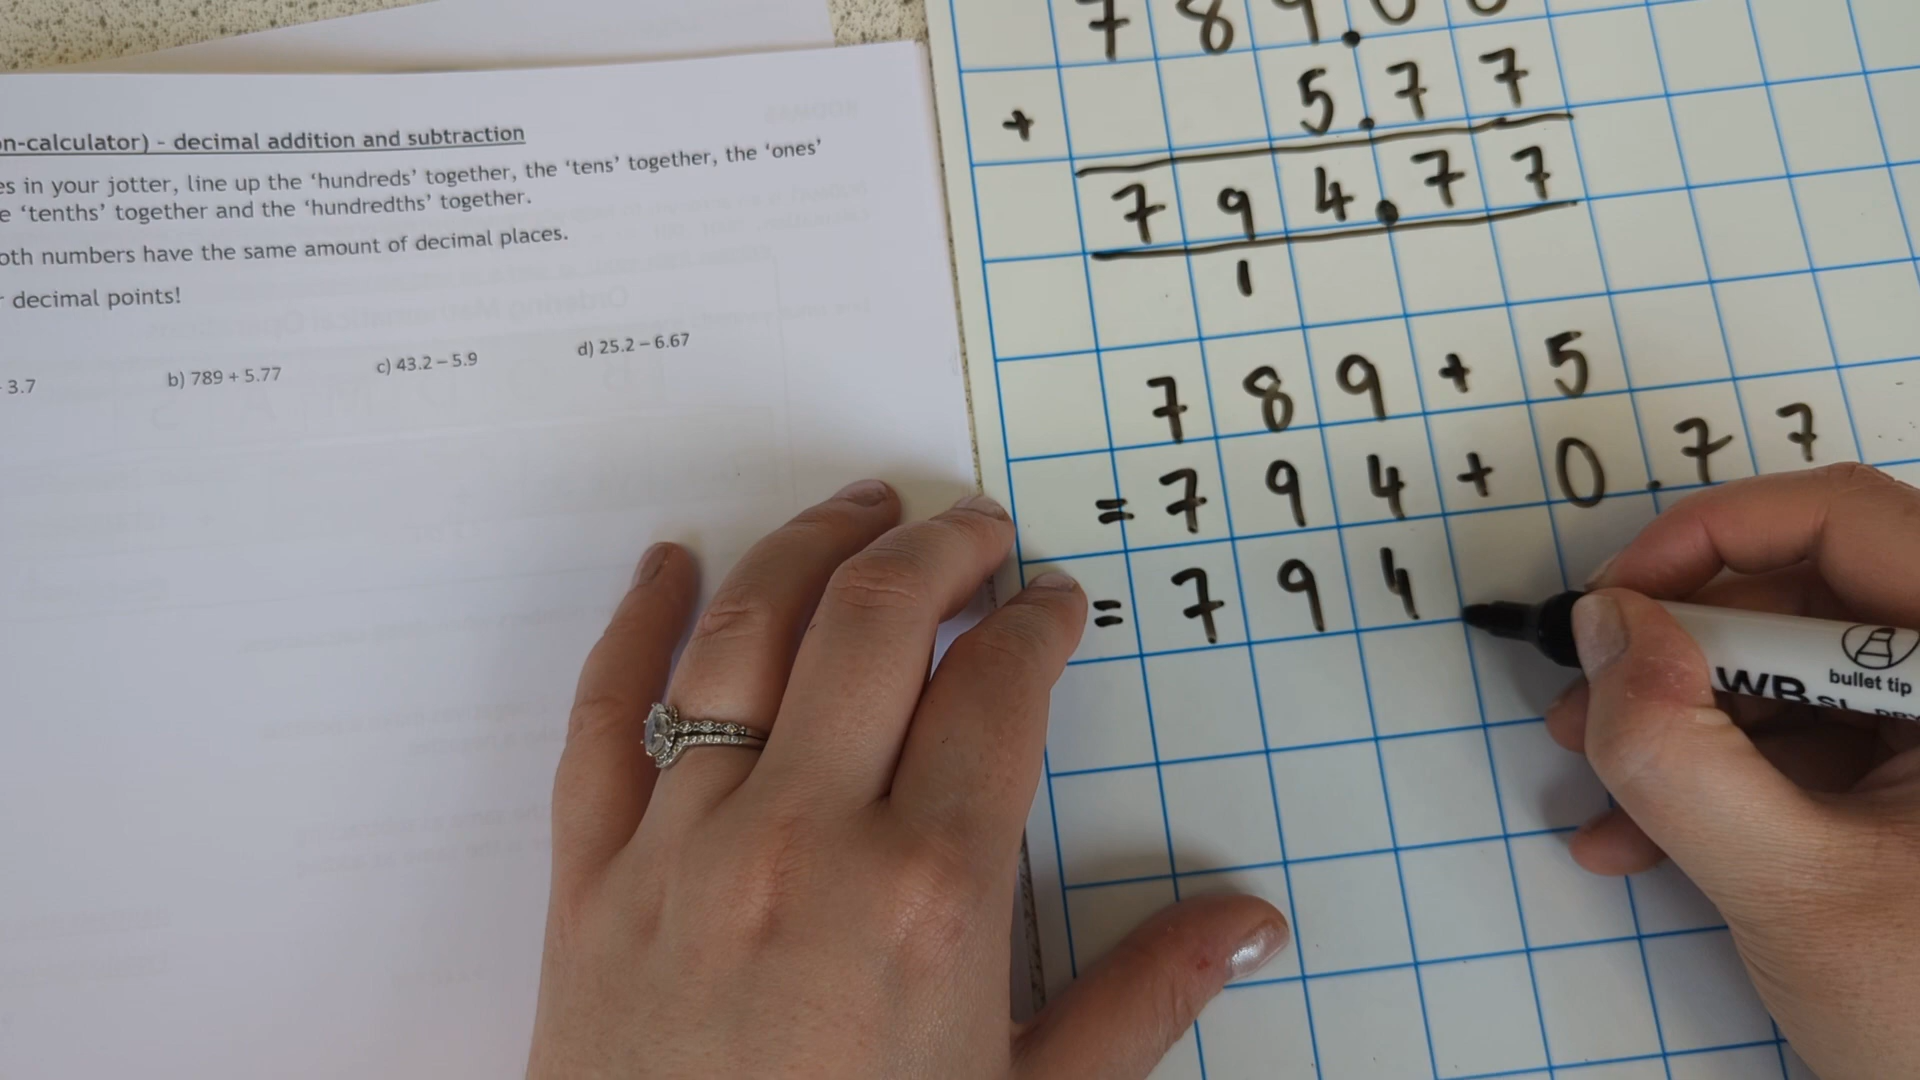 on-calculator) - decimal addition and subtraction
es in your jotter, line up the ‘hundreds’ together, the ‘tens’ together, the ‘ones’
e ‘tenths’ together and the ‘hundredths’ together.
oth numbers have the same amount of decimal places.
decimal points!
3.7 b) 789 + 5.77 c) 43.2 – 5.9 d) 25.2 – 6.67
789.00
+ 5.77
794.77
1
789 + 5
= 794 + 0.77
= 794
bullet tip
WB